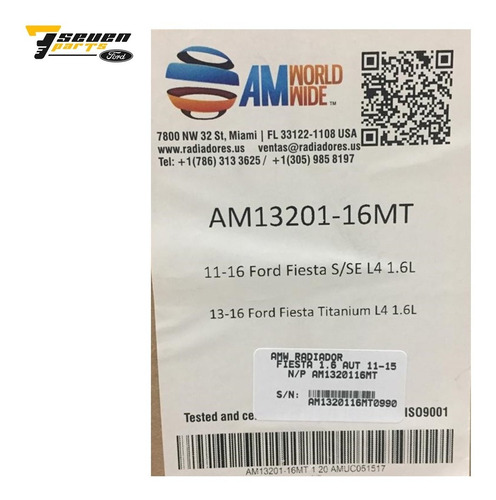 7seven
parts
Ford
AM WORLD
WIDE™
7800 NW 32 St, Miami | FL 33122-1108 USA
www.radiadores.us ventas@radiadores.us
Tel: +1(786) 313 3625/ +1(305) 985 8197
AM13201-16MT
11-16 Ford Fiesta S/SE L4 1.6L
13-16 Ford Fiesta Titanium L4 1.6L
AMW RADIADOR
FIESTA 1.6 AUT 11-15
N/P AM1320116MT
S/N:
AM1320116MT0990
Tested and ISO9001
AM13201-16MT 1.20 AMUC051517